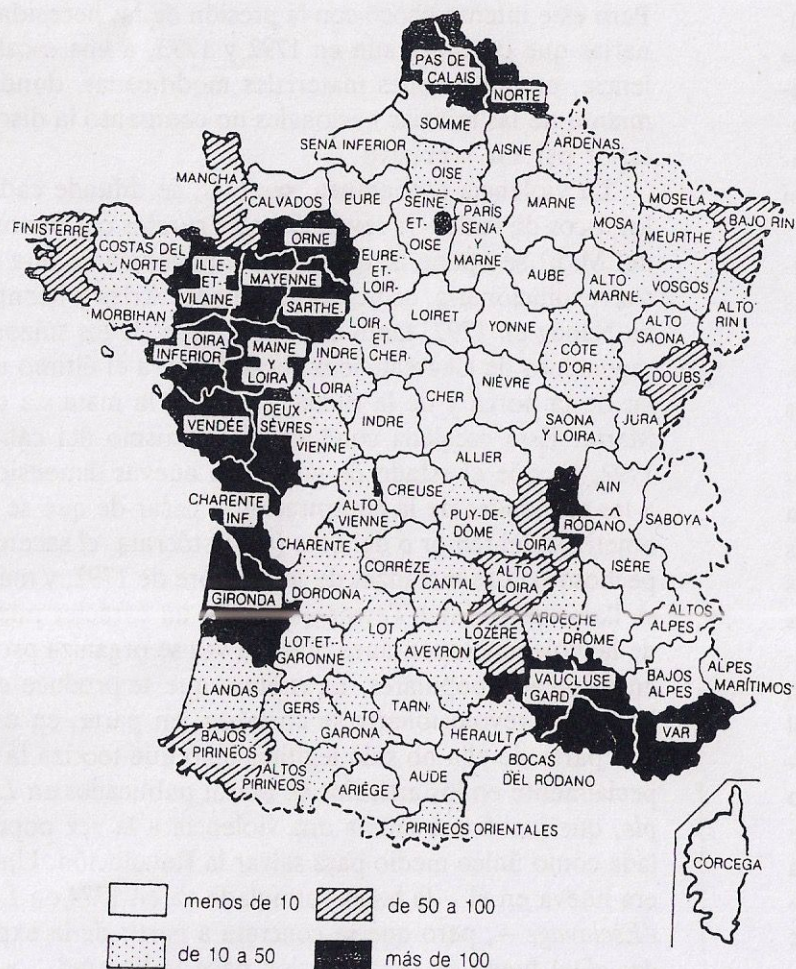 PAS DE
CALAIS
NORTE
SOMME
SENA INFERIOR
AISNE
ARDENAS
OISE
MANCHA
CALVADOS
EURE
SEINE-
ET-
OISE
PARÍS
SENA
Y
MARNE
MARNE
MOSA
MOSELA
MEURTHE
BAJO RIN
FINISTERRE
COSTAS DEL
NORTE
ORNE
ILLE-
ET-
VILAINE
MAYENNE
SARTHE
EURE-
ET-
LOIR-
AUBE
ALTO
MARNE
VOSGOS
ALTO
RIN
MORBIHAN
LOIR-
ET-
CHER-
LOIRET
YONNE
ALTO
SAONA
LOIRA
INFERIOR
MAINE
Y
LOIRA
INDRE
Y
LOIRA
CÔTE
D'OR
DOUBS
CHER
NIÈVRE
VENDÉE
DEUX
SÈVRES
VIENNE
INDRE
SAONA
Y LOIRA
JURA
ALLIER
CHARENTE
INF.
ALTO
VIENNE
CREUSE
PUY-DE-
DÔME
LOIRA
RÓDANO
AIN
SABOYA
CHARENTE
CORRÈZE
CANTAL
ALTO
LOIRA
ISÈRE
GIRONDA
DORDOÑA
LOT
LOZÈRE
ARDÈCHE
DRÔME
ALTOS
ALPES
LOT-ET-
GARONNE
AVEYRON
VAUCLUSE
GARD
BAJOS
ALPES
ALPES
MARÍTIMOS
LANDAS
GERS
ALTO
GARONA
TARN
HÉRAULT
BOCAS
DEL RÓDANO
VAR
BAJOS
PIRINEOS
ALTOS
PIRIÑEOS
ARIÈGE
AUDE
PIRINEOS ORIENTALES
CÓRCEGA
menos de 10
de 50 a 100
de 10 a 50
más de 100